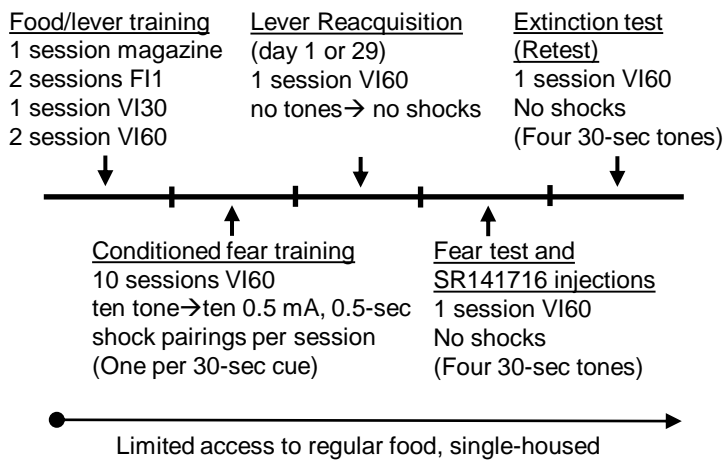 Food/lever training
1 session magazine
2 sessions FI1
1 session VI30
2 session VI60
Lever Reacquisition
(day 1 or 29)
1 session VI60
no tones→ no shocks
Extinction test
(Retest)
1 session VI60
No shocks
(Four 30-sec tones)
Conditioned fear training
10 sessions VI60
ten tone→ten 0.5 mA, 0.5-sec
shock pairings per session
(One per 30-sec cue)
Fear test and
SR141716 injections
1 session VI60
No shocks
(Four 30-sec tones)
Limited access to regular food, single-housed